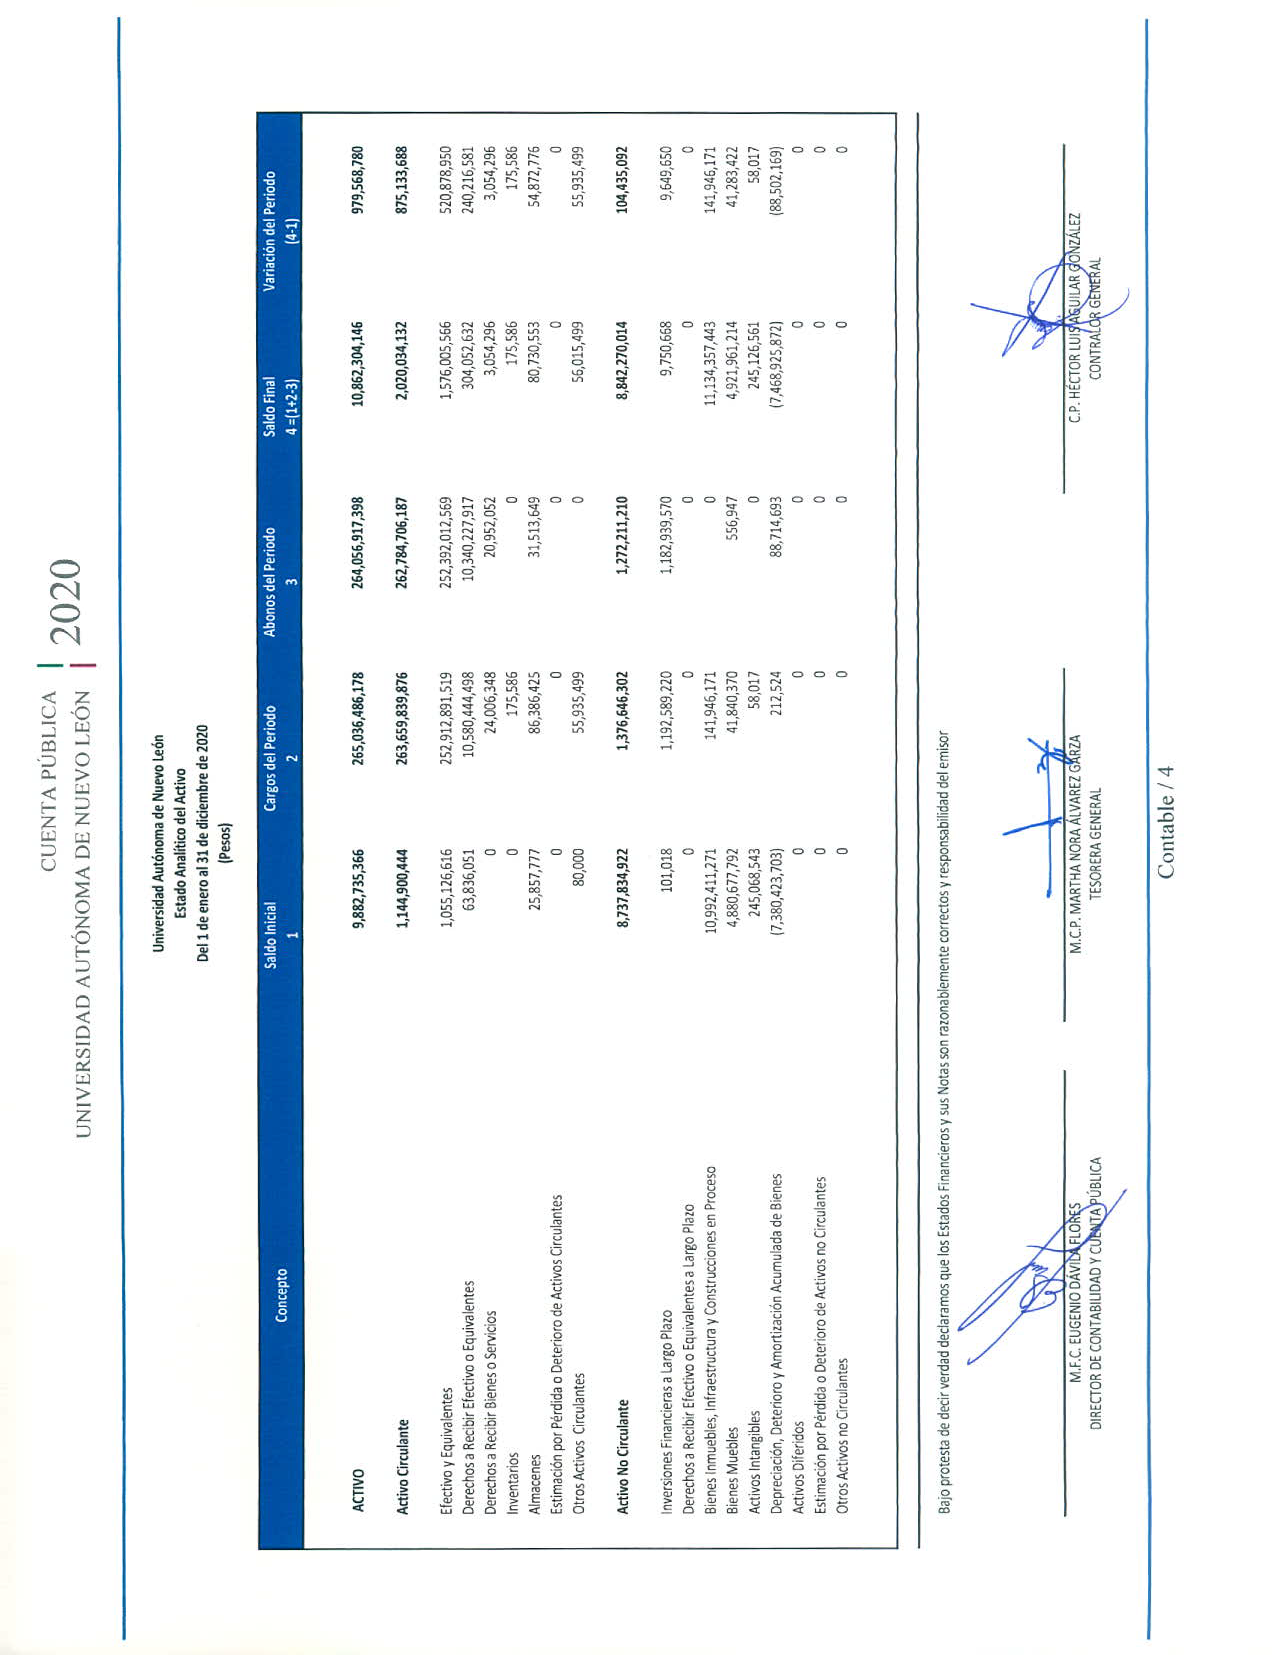 CUENTA PÚBLICA
UNIVERSIDAD AUTÓNOMA DE NUEVO LEÓN
2020
Universidad Autónoma de Nuevo León
Estado Analítico del Activo
Del 1 de enero al 31 de diciembre de 2020
(Pesos)
Concepto Saldo Inicial Cargos del Periodo Abonos del Periodo Saldo Final Variación del Periodo
1 2 3 4 =(1+2-3) (4-1)
ACTIVO 9,882,735,366 265,036,486,178 264,056,917,398 10,862,304,146 979,568,780
Activo Circulante 1,144,900,444 263,659,839,876 262,784,706,187 2,020,034,132 875,133,688
Efectivo y Equivalentes 1,055,126,616 252,912,891,519 252,392,012,569 1,576,005,566 520,878,950
Derechos a Recibir Efectivo o Equivalentes 63,836,051 10,580,444,498 10,340,227,917 304,052,632 240,216,581
Derechos a Recibir Bienes o Servicios 0 24,006,348 20,952,052 3,054,296 3,054,296
Inventarios 0 175,586 0 175,586 175,586
Almacenes 25,857,777 86,386,425 31,513,649 80,730,553 54,872,776
Estimación por Pérdida o Deterioro de Activos Circulantes 0 0 0 0 0
Otros Activos Circulantes 80,000 55,935,499 0 56,015,499 55,935,499
Activo No Circulante 8,737,834,922 1,376,646,302 1,272,211,210 8,842,270,014 104,435,092
Inversiones Financieras a Largo Plazo 101,018 1,192,589,220 1,182,939,570 9,750,668 9,649,650
Derechos a Recibir Efectivo o Equivalentes a Largo Plazo 0 0 0 0 0
Bienes Inmuebles, Infraestructura y Construcciones en Proceso 10,992,411,271 141,946,171 0 11,134,357,443 141,946,171
Bienes Muebles 4,880,677,792 41,840,370 556,947 4,921,961,214 41,283,422
Activos Intangibles 245,068,543 58,017 0 245,126,561 58,017
Depreciación, Deterioro y Amortización Acumulada de Bienes (7,380,423,703) 212,524 88,714,693 (7,468,925,872) (88,502,169)
Activos Diferidos 0 0 0 0 0
Estimación por Pérdida o Deterioro de Activos no Circulantes 0 0 0 0 0
Otros Activos no Circulantes 0 0 0 0 0
Bajo protesta de decir verdad declaramos que los Estados Financieros y sus Notas son razonablemente correctos y responsabilidad del emisor
M.F.C. EUGENIO DÁVILA FLORES
DIRECTOR DE CONTABILIDAD Y CUENTA PÚBLICA
M.C.P. MARTHA NORA ÁLVAREZ GARZA
TESORERA GENERAL
C.P. HÉCTOR LUIS AGUILAR GONZÁLEZ
CONTRALOR GENERAL
Contable / 4